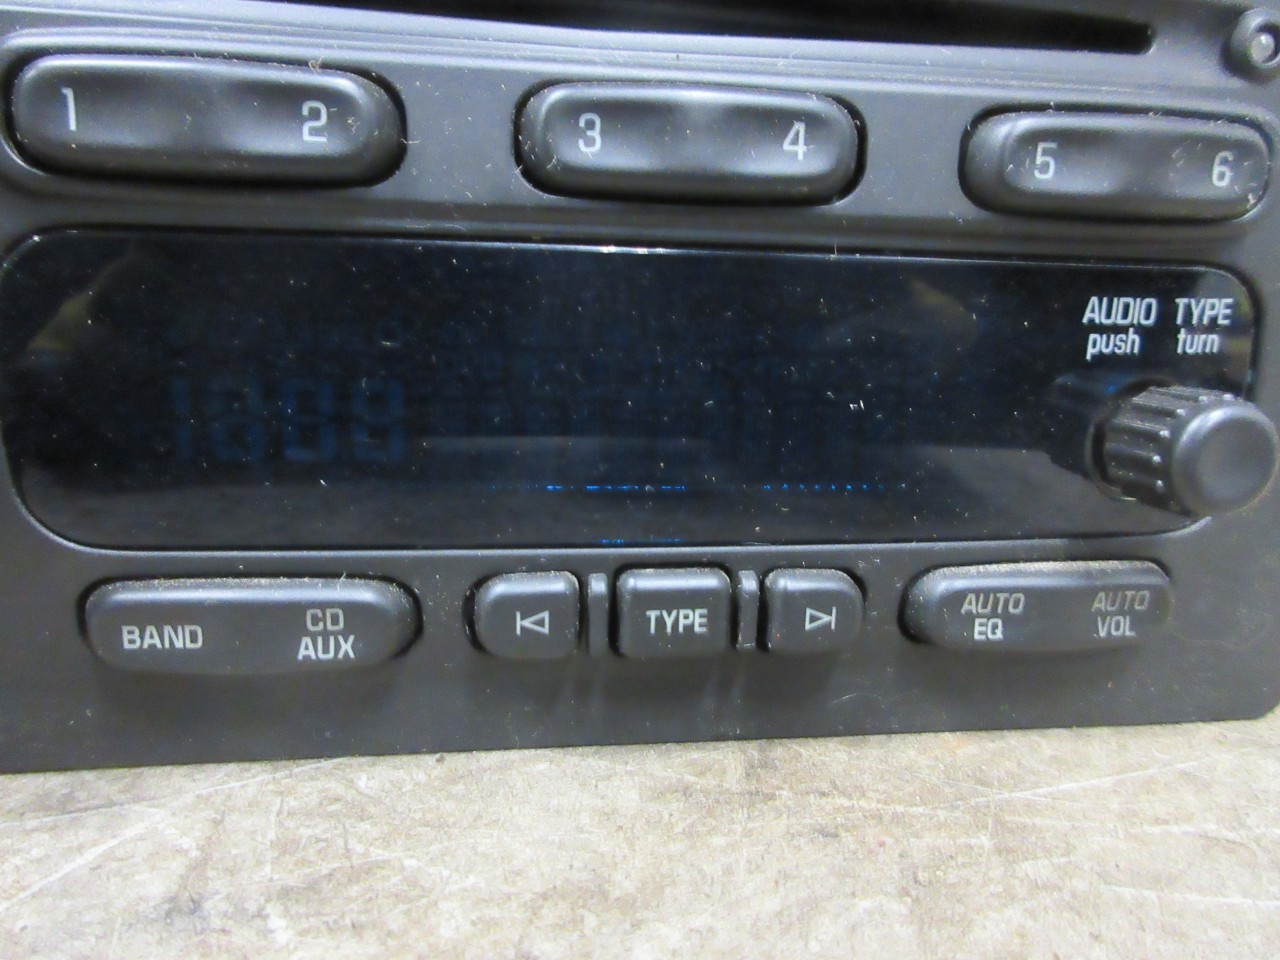 1 2 3 4 5 6
AUDIO TYPE
push turn
BAND CD AUX TYPE AUTO EQ AUTO VOL